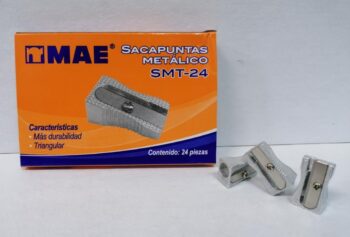 MAE®
SACAPUNTAS
METÁLICO
SMT-24
Características
• Más durabilidad
• Triangular
Contenido: 24 piezas